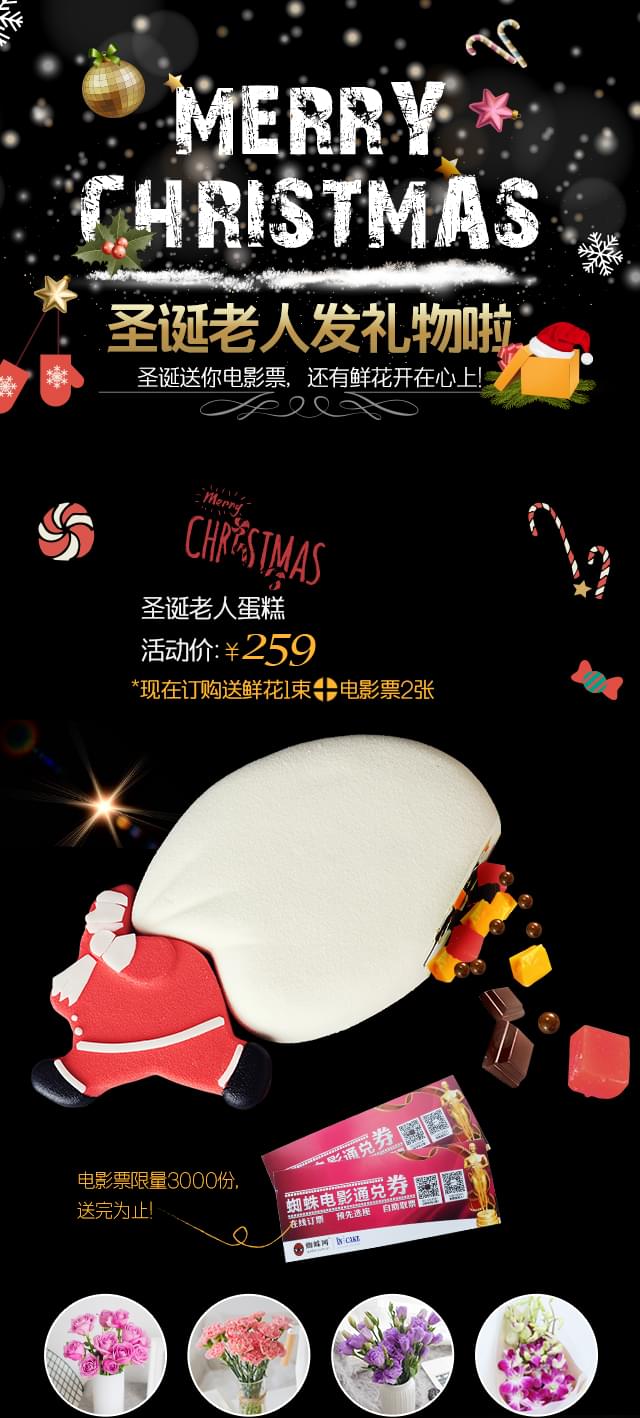 MERRY
CHRISTMAS
圣诞老人发礼物啦
圣诞送你电影票，还有鲜花开在心上！
Merry
CHRISTMAS
圣诞老人蛋糕
活动价:￥259
*现在订购送鲜花1束+电影票2张
蜘蛛电影通兑券
在线订票 预先选座 自助取票
蜘蛛网
电影票限量3000份,
送完为止!